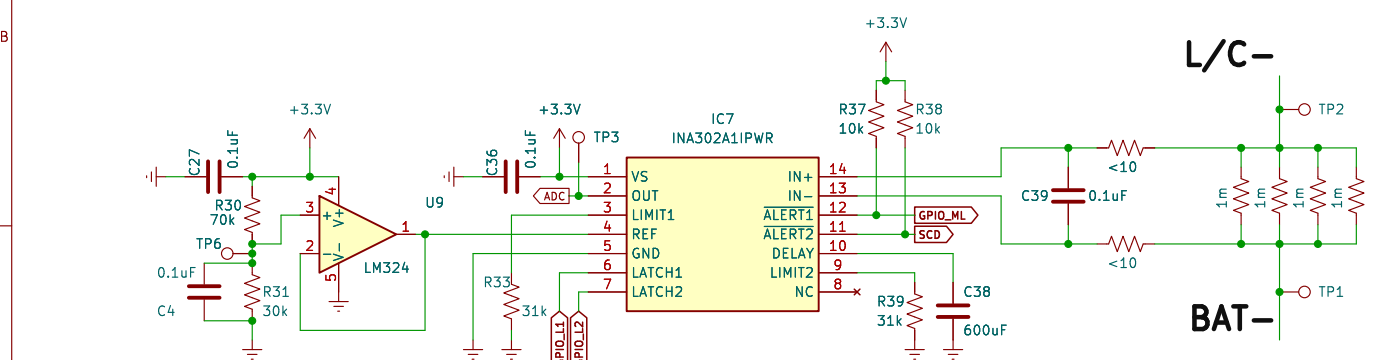 B
+3.3V
L/C-
+3.3V
+3.3V
TP2
C27
0.1uF
C36
0.1uF
TP3
IC7
INA302A1IPWR
R37
10k
R38
10k
<10
R30
70k
4
3
+
V+
1
2
-
V-
5
U9
LM324
TP6
0.1uF
C4
R31
30k
ADC
1
VS
2
OUT
3
LIMIT1
4
REF
5
GND
6
LATCH1
7
LATCH2
IN+
14
IN-
13
ALERT1
12
ALERT2
11
DELAY
10
LIMIT2
9
NC
8
GPIO_ML
SCD
C39
0.1uF
1m
1m
1m
1m
<10
R33
31k
PIO_L1
PIO_L2
R39
31k
C38
600uF
TP1
BAT-